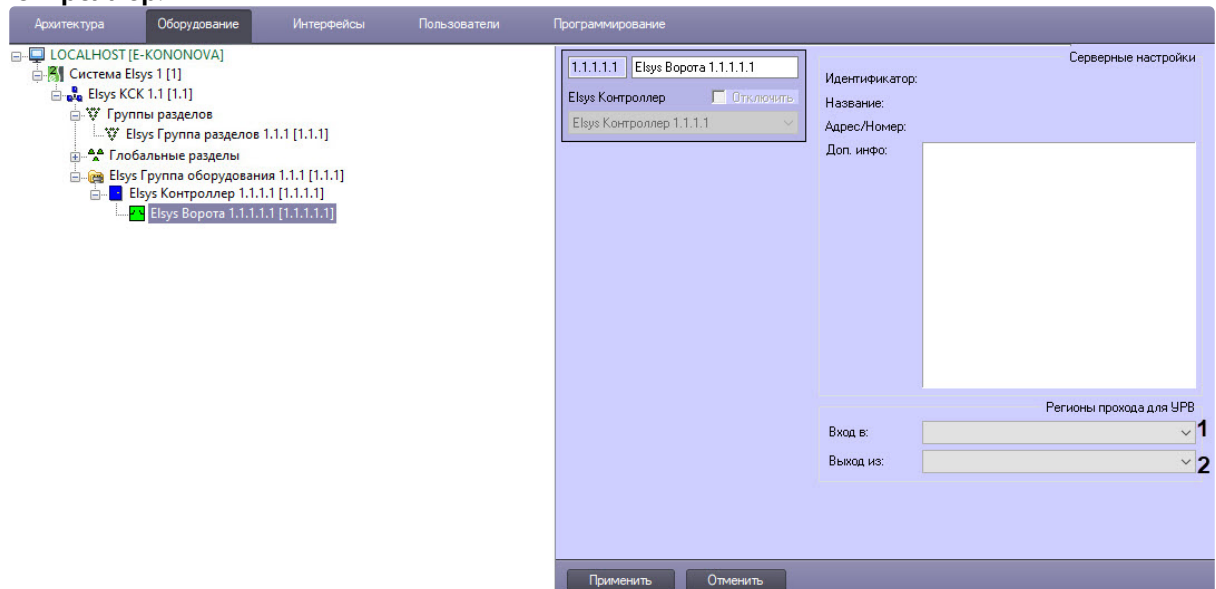 Архитектура Оборудование Интерфейсы Пользователи Программирование
LOCALHOST [E-KONONOVA]
Система Elsys 1 [1]
Elsys КСК 1.1 [1.1]
Группы разделов
Elsys Группа разделов 1.1.1 [1.1.1]
Глобальные разделы
Elsys Группа оборудования 1.1.1 [1.1.1]
Elsys Контроллер 1.1.1.1 [1.1.1.1]
Elsys Ворота 1.1.1.1.1 [1.1.1.1.1]
1.1.1.1.1 Elsys Ворота 1.1.1.1.1
Elsys Контроллер Отключить
Elsys Контроллер 1.1.1.1
Серверные настройки
Идентификатор:
Название:
Адрес/Номер:
Доп. инфо:
Регионы прохода для УРВ
Вход в: 1
Выход из: 2
Применить Отменить